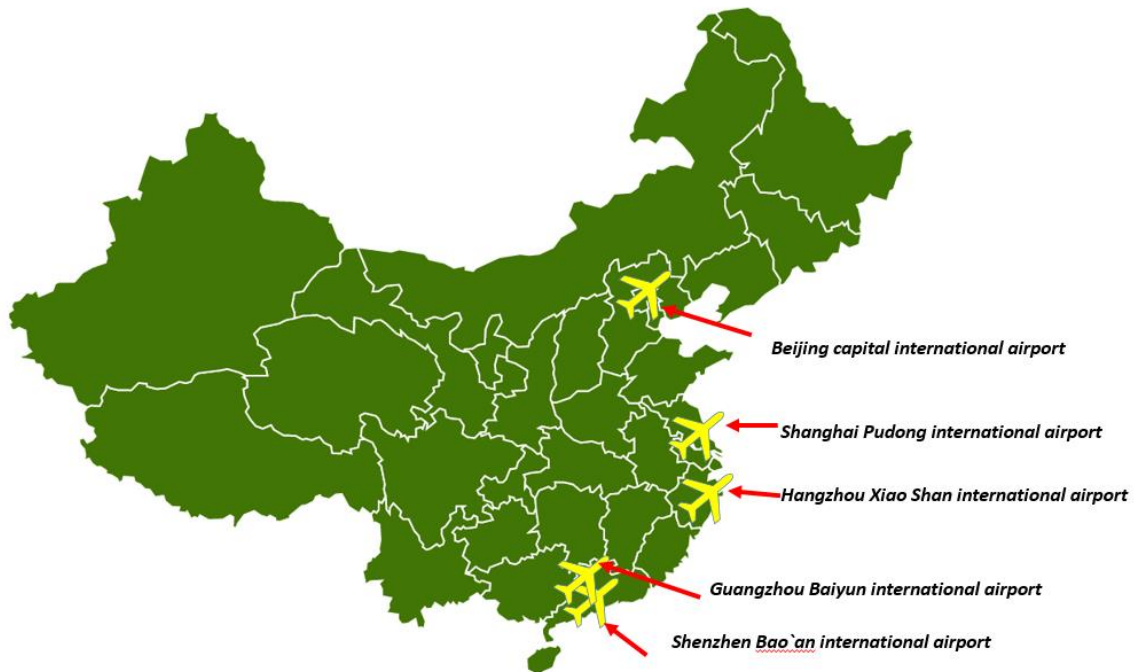 Beijing capital international airport
Shanghai Pudong international airport
Hangzhou Xiao Shan international airport
Guangzhou Baiyun international airport
Shenzhen Bao`an international airport